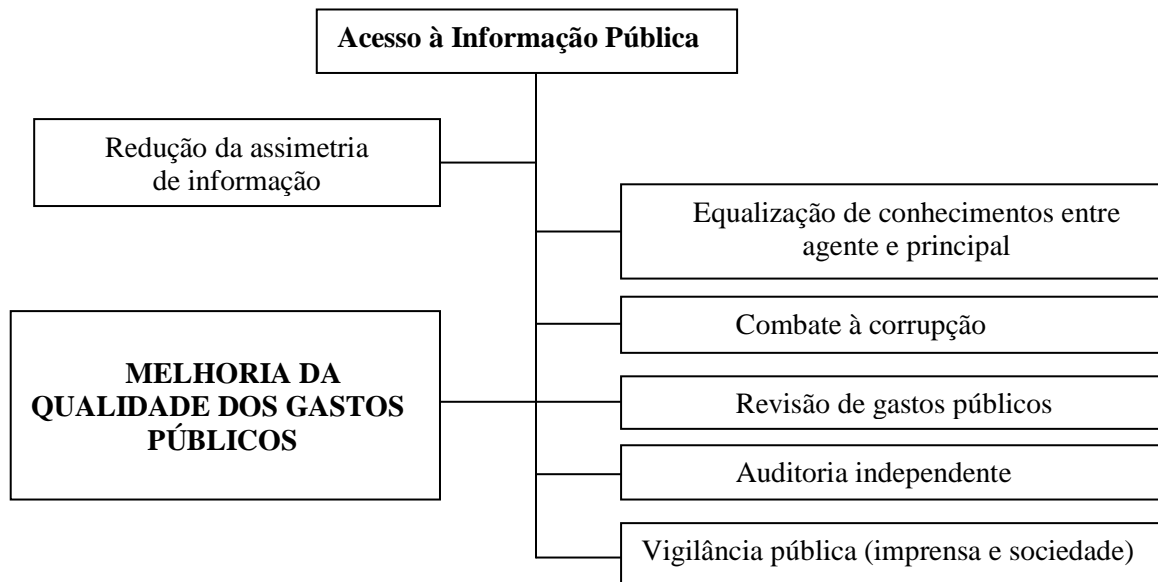 Acesso à Informação Pública
Redução da assimetria
de informação
Equalização de conhecimentos entre
agente e principal
Combate à corrupção
MELHORIA DA
QUALIDADE DOS GASTOS
PÚBLICOS
Revisão de gastos públicos
Auditoria independente
Vigilância pública (imprensa e sociedade)